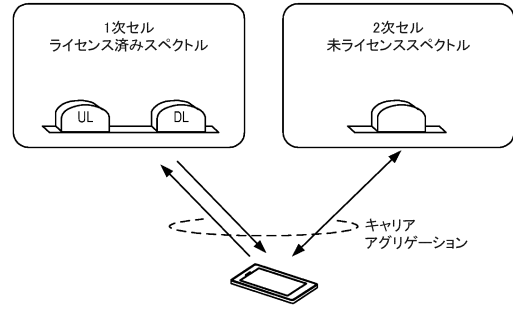 1次セル
ライセンス済みスペクトル
UL
DL
2次セル
未ライセンススペクトル
キャリア
アグリゲーション